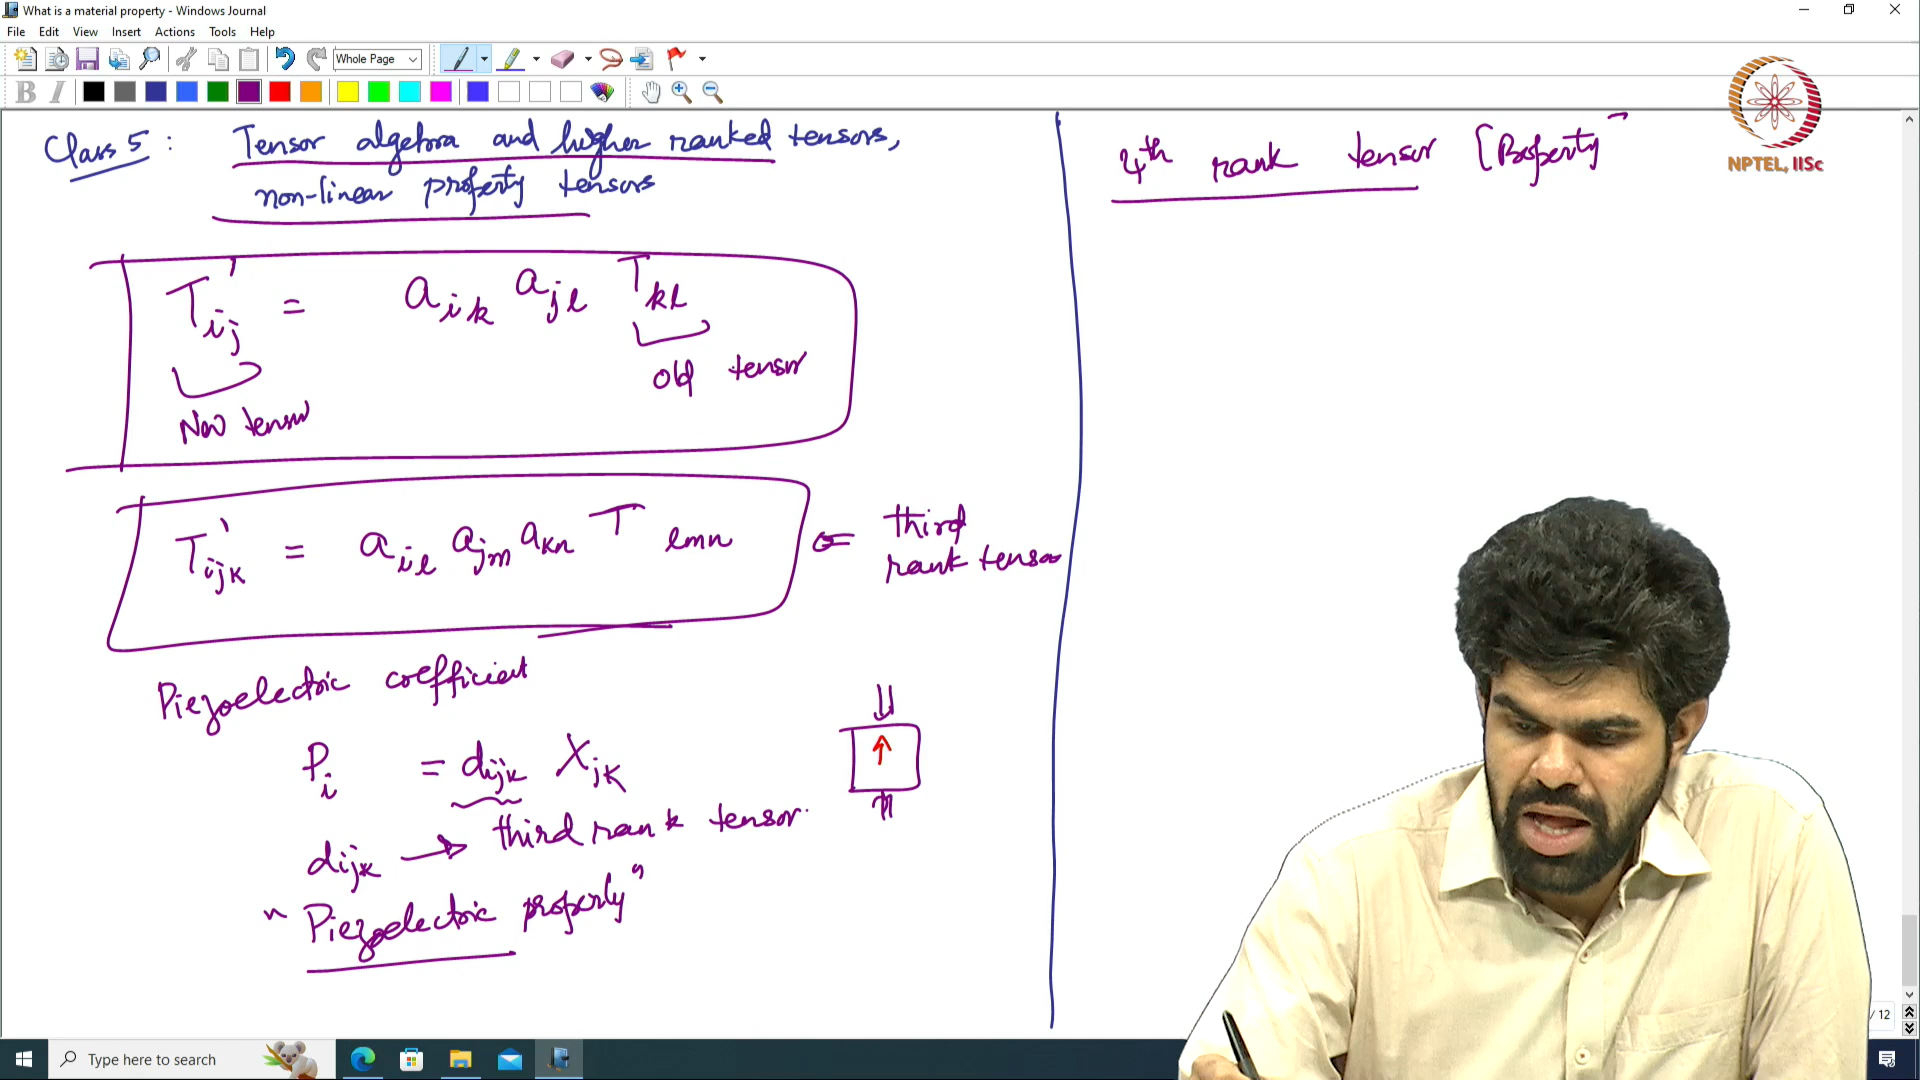 What is a material property - Windows Journal
File Edit View Insert Actions Tools Help
Whole Page
B I
Class 5 : Tensor algebra and higher ranked tensors,
non-linear property tensors
T'ij = aik ajl Tkl
New tensor
old tensor
T'ijk = ail ajm akn Tlmn
⇐ third
rank tensor
Piezoelectric coefficient
Pi = dijk Xjk
dijk → third rank tensor.
"Piezoelectric property"
4th rank tensor [Property
NPTEL, IISc
/ 12
Type here to search